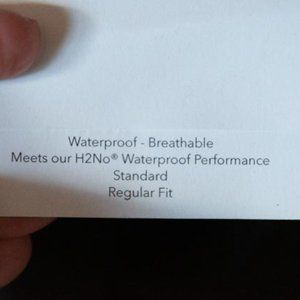 Waterproof - Breathable
Meets our H2No® Waterproof Performance
Standard
Regular Fit